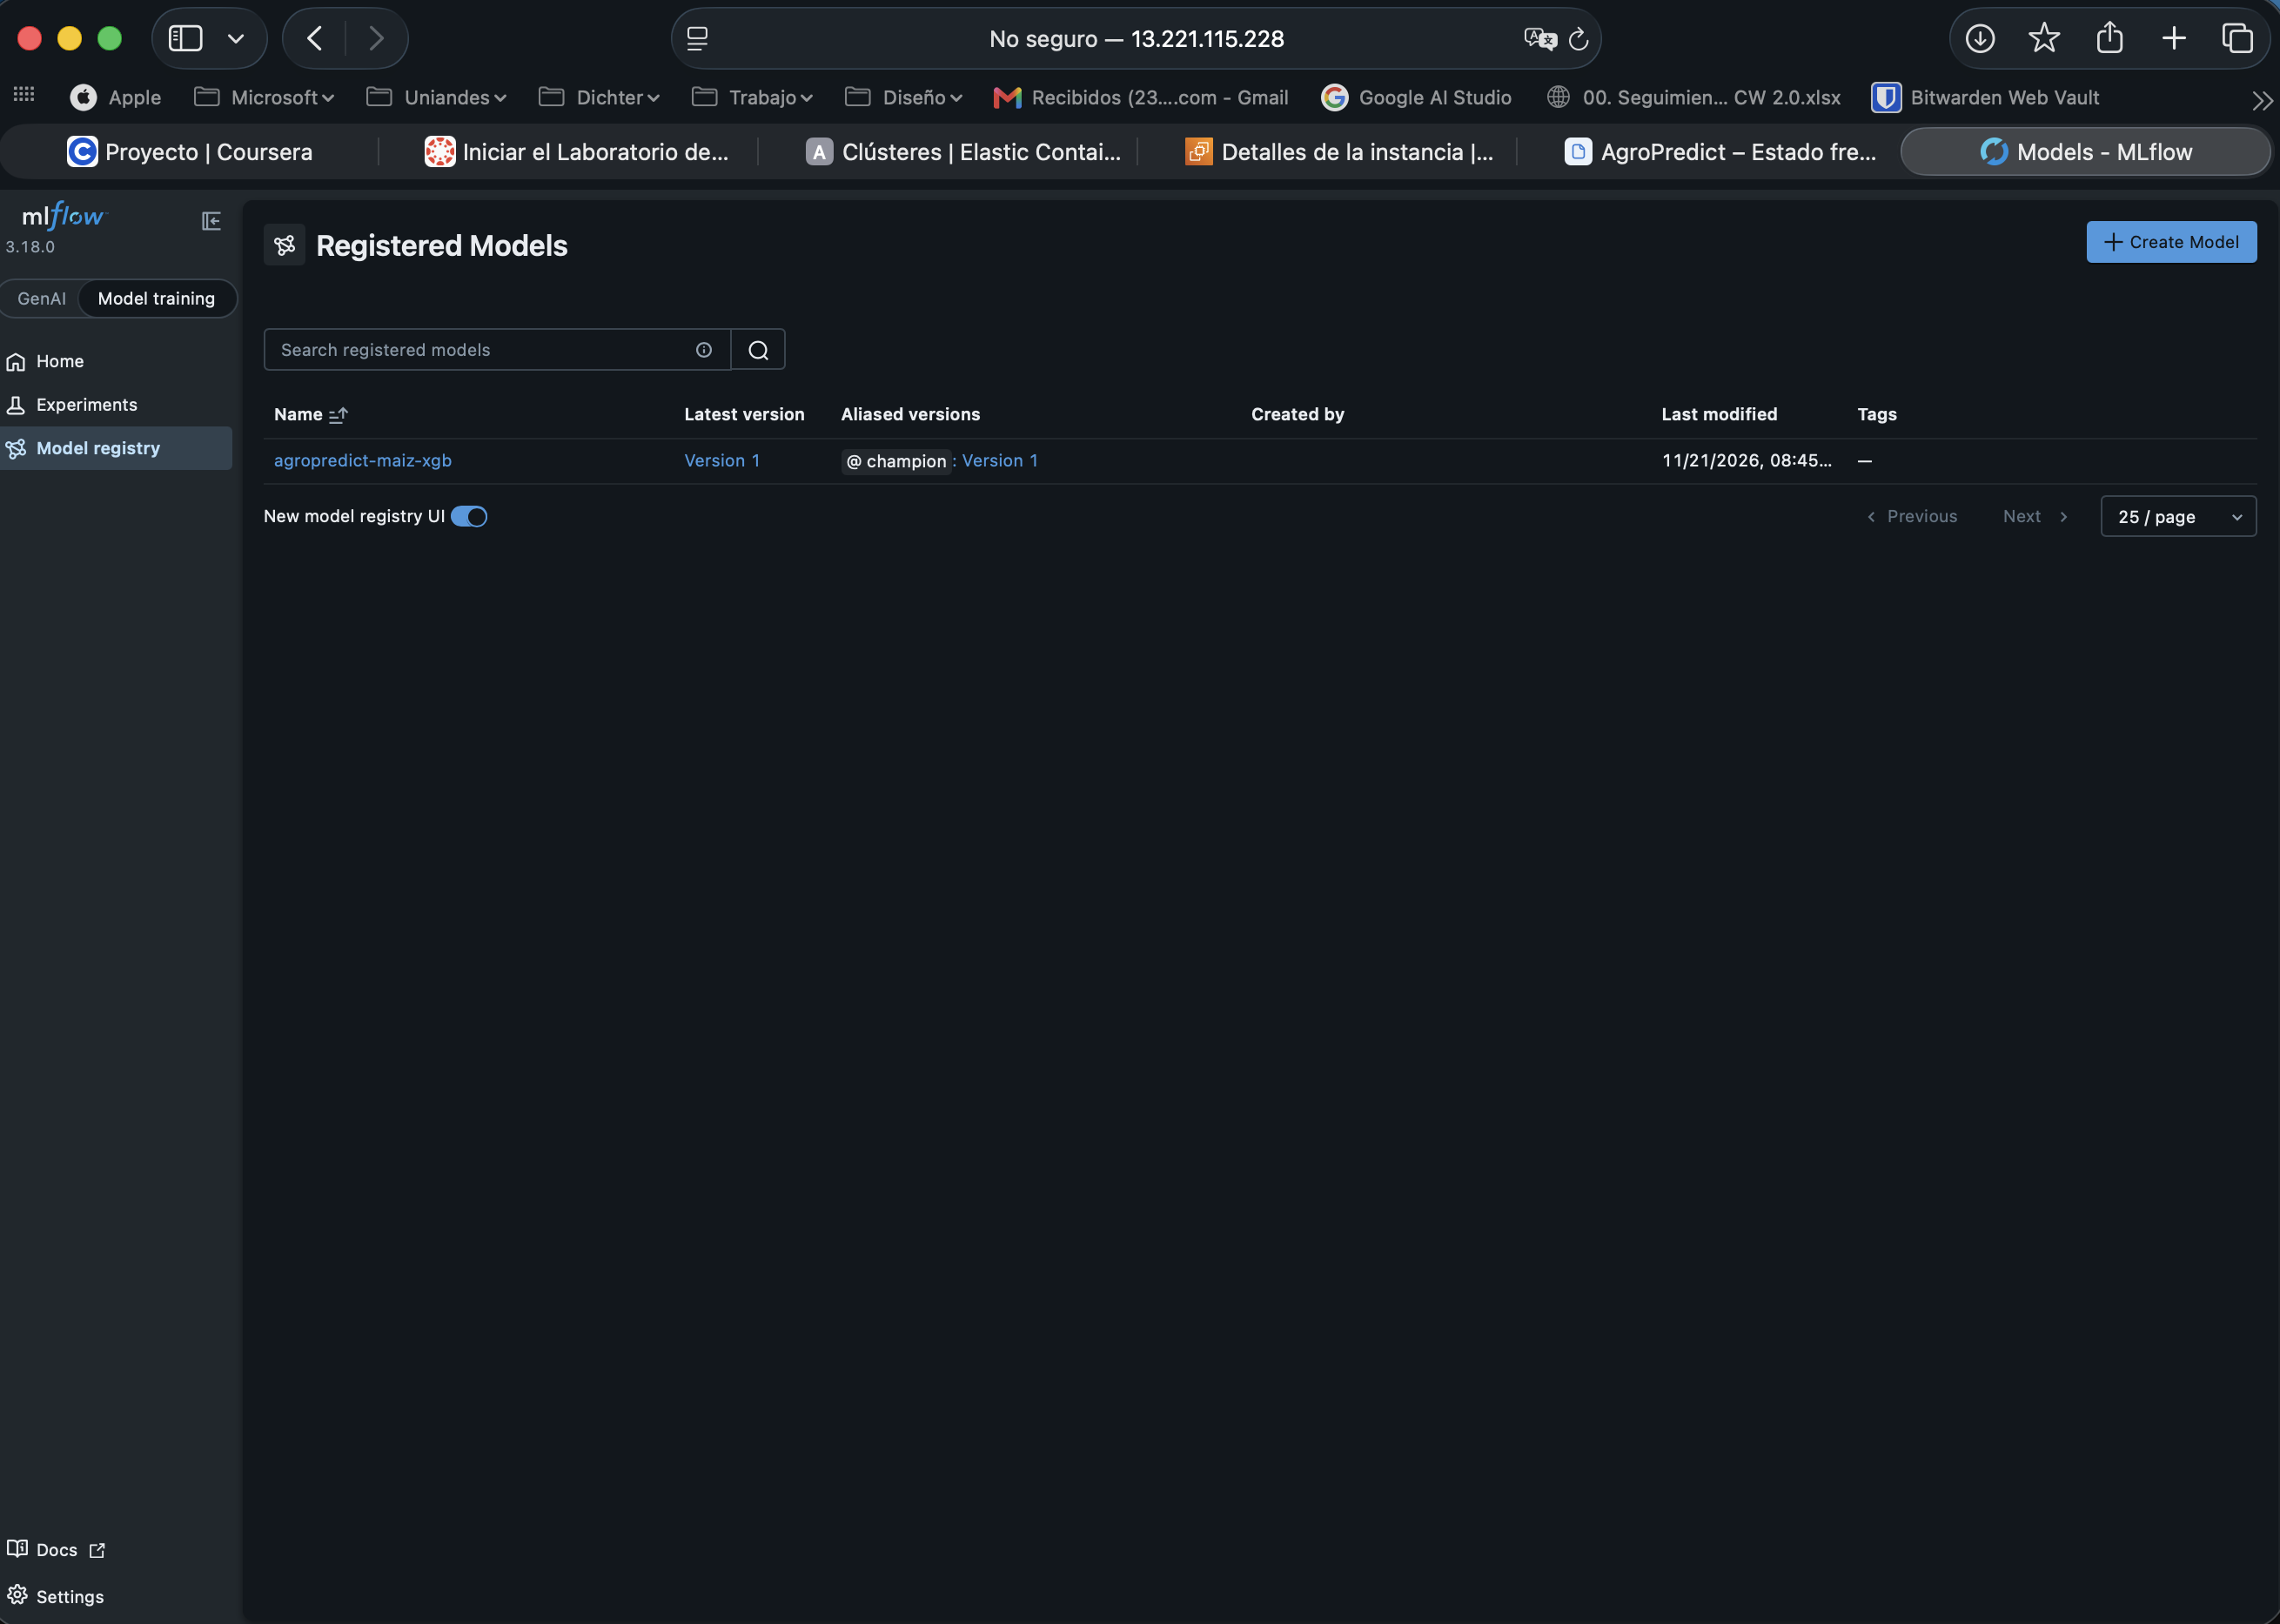 No seguro — 13.221.115.228
Apple Microsoft Uniandes Dichter Trabajo Diseño Recibidos (23....com - Gmail Google AI Studio 00. Seguimien... CW 2.0.xlsx Bitwarden Web Vault
Proyecto | Coursera Iniciar el Laboratorio de... A Clústeres | Elastic Contai... Detalles de la instancia |... AgroPredict – Estado fre... Models - MLflow
mlflow
3.18.0
GenAI Model training
Home
Experiments
Model registry
Docs
Settings
Registered Models
Create Model
Search registered models
Name Latest version Aliased versions Created by Last modified Tags
agropredict-maiz-xgb Version 1 @ champion : Version 1 11/21/2026, 08:45... —
New model registry UI Previous Next 25 / page